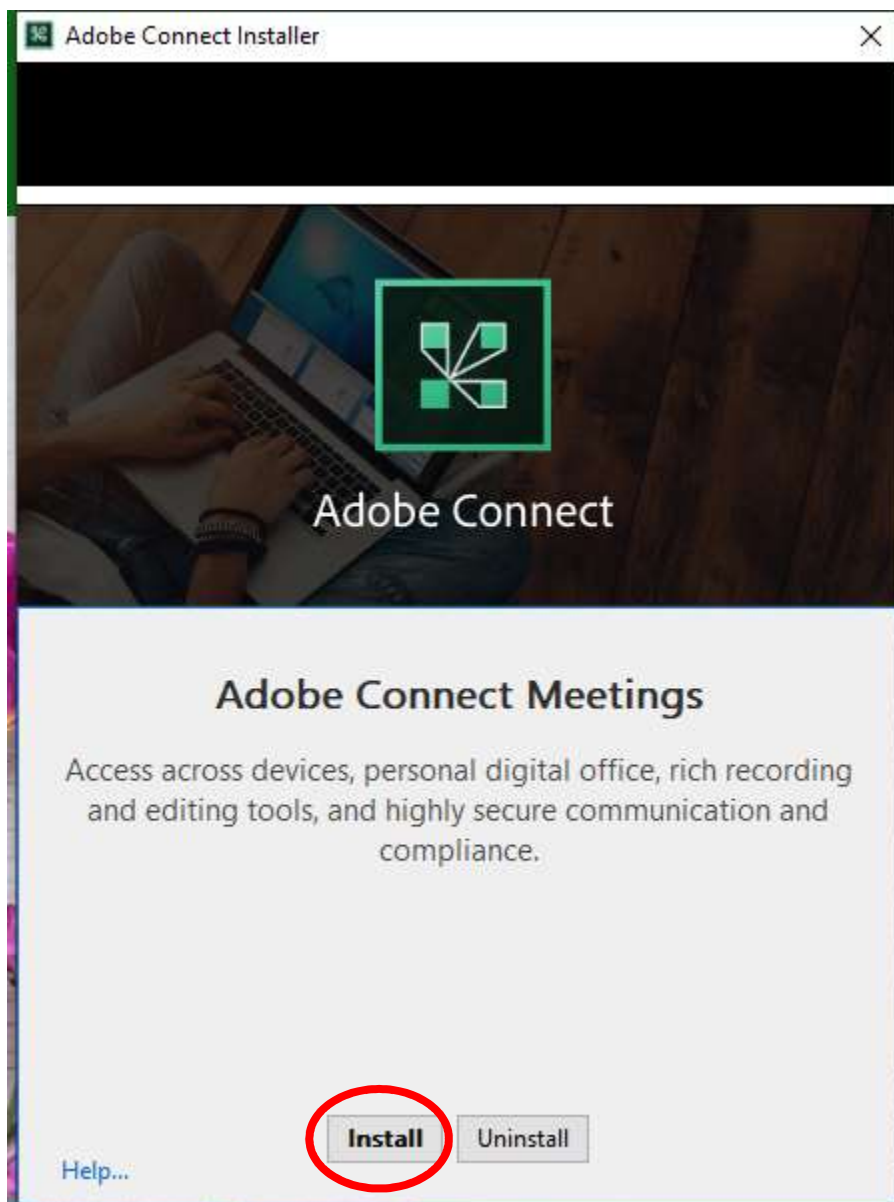 Adobe Connect Installer
Adobe Connect
Adobe Connect Meetings
Access across devices, personal digital office, rich recording
and editing tools, and highly secure communication and
compliance.
Install Uninstall
Help...